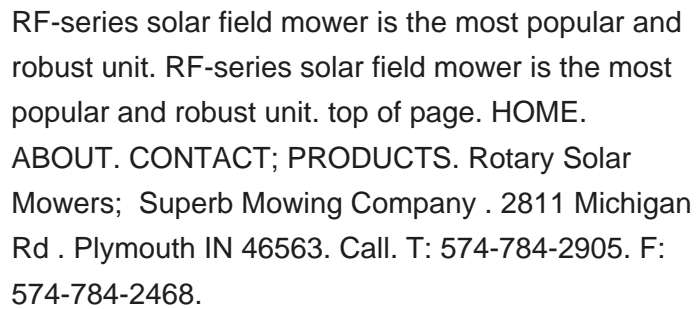 RF-series solar field mower is the most popular and
robust unit. RF-series solar field mower is the most
popular and robust unit. top of page. HOME.
ABOUT. CONTACT; PRODUCTS. Rotary Solar
Mowers;  Superb Mowing Company . 2811 Michigan
Rd . Plymouth IN 46563. Call. T: 574-784-2905. F:
574-784-2468.